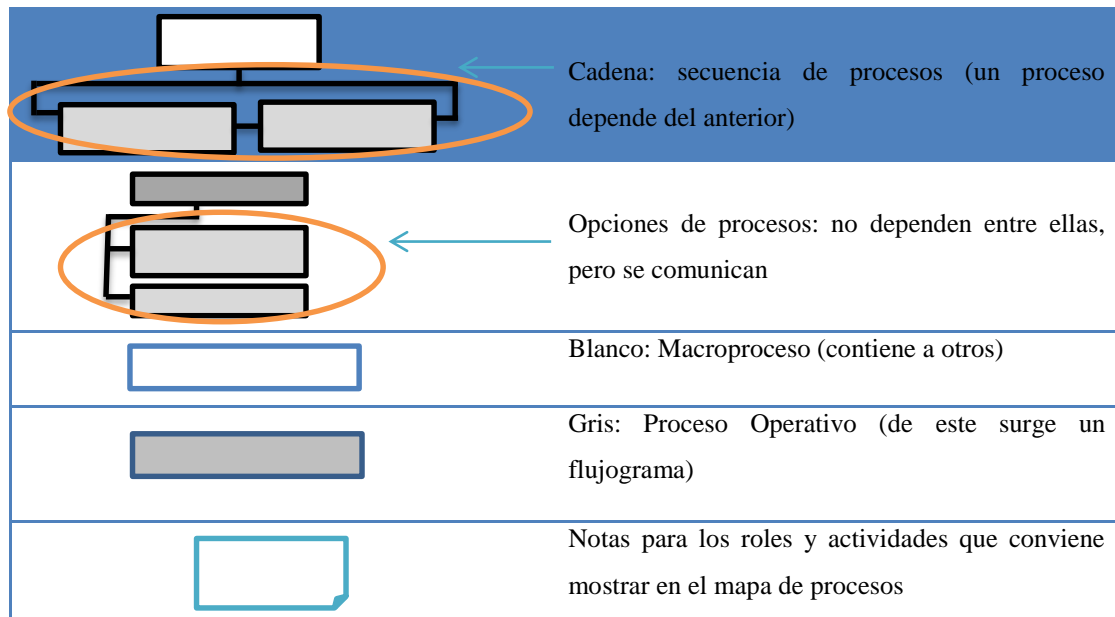 Cadena: secuencia de procesos (un proceso
depende del anterior)
Opciones de procesos: no dependen entre ellas,
pero se comunican
Blanco: Macroproceso (contiene a otros)
Gris: Proceso Operativo (de este surge un
flujograma)
Notas para los roles y actividades que conviene
mostrar en el mapa de procesos